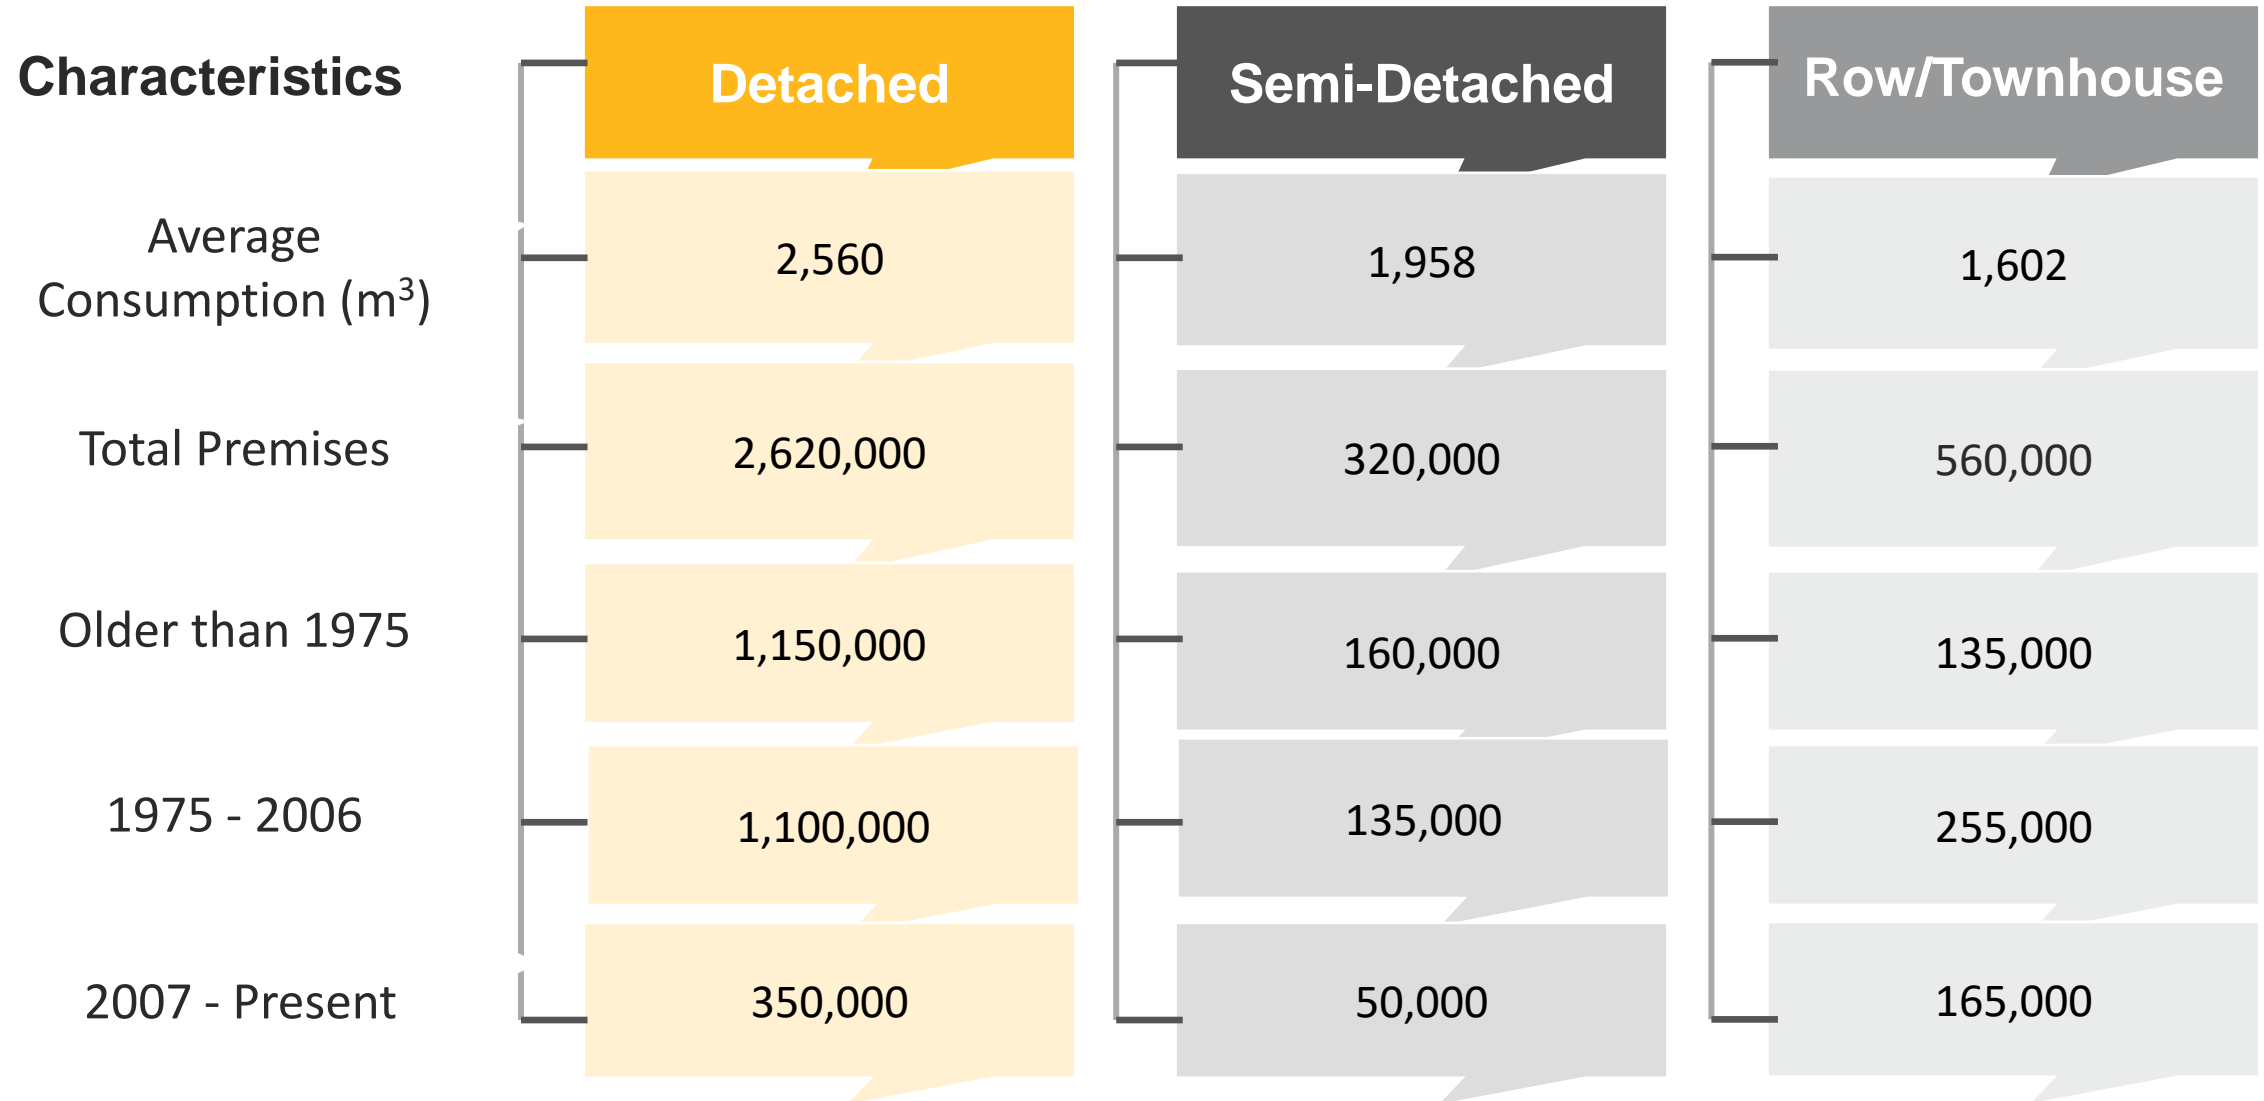 Characteristics
Detached
Semi-Detached
Row/Townhouse
Average
Consumption (m³)
2,560
1,958
1,602
Total Premises
2,620,000
320,000
560,000
Older than 1975
1,150,000
160,000
135,000
1975 - 2006
1,100,000
135,000
255,000
2007 - Present
350,000
50,000
165,000